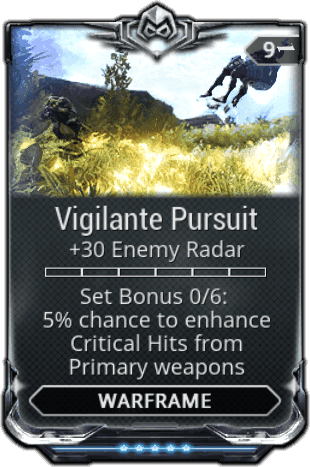 9
Vigilante Pursuit
+30 Enemy Radar
Set Bonus 0/6:
5% chance to enhance
Critical Hits from
Primary weapons
WARFRAME